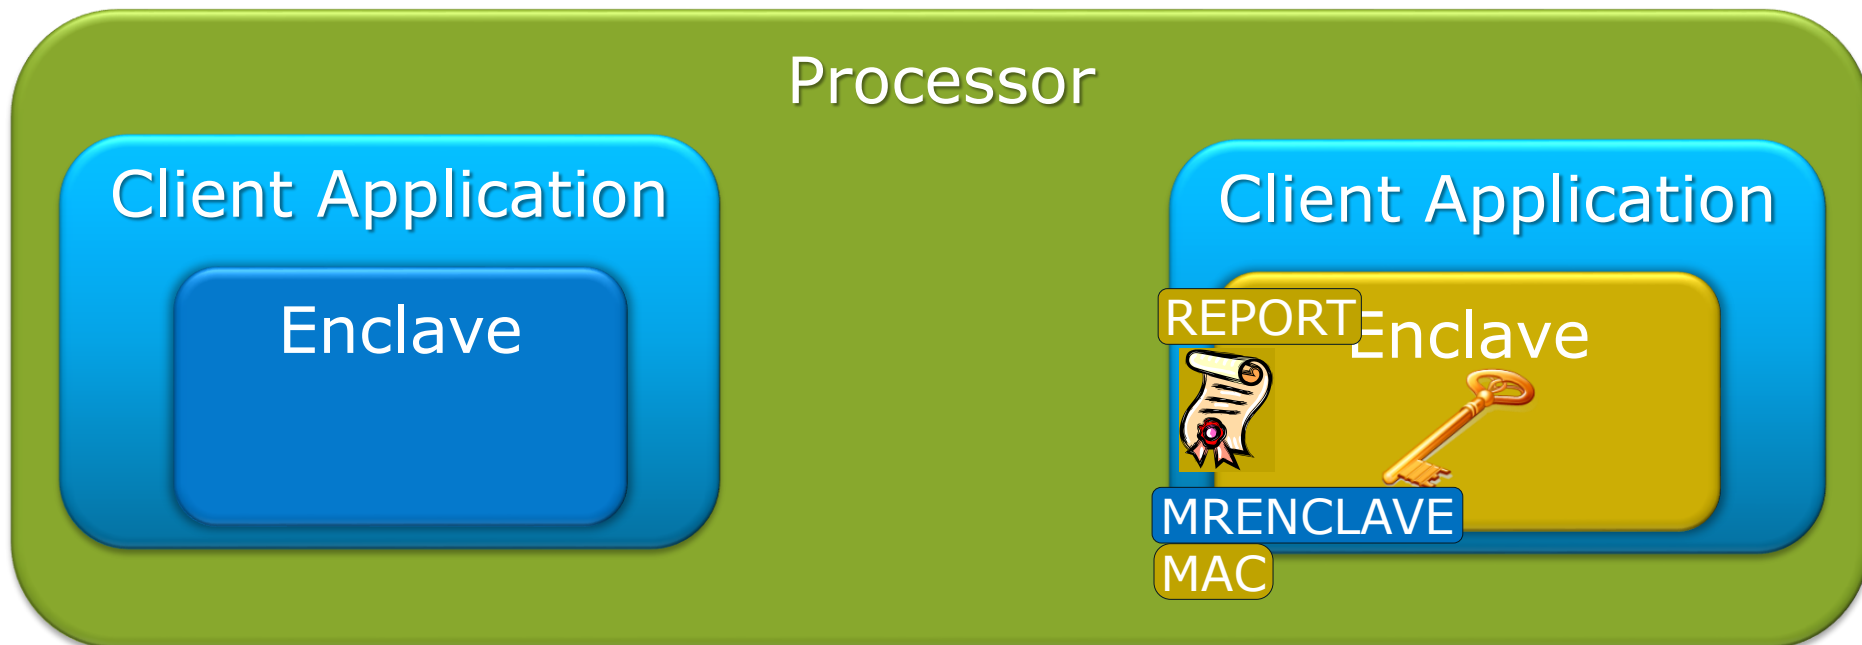 Processor
Client Application
Enclave
Client Application
REPORT
Enclave
MRENCLAVE
MAC